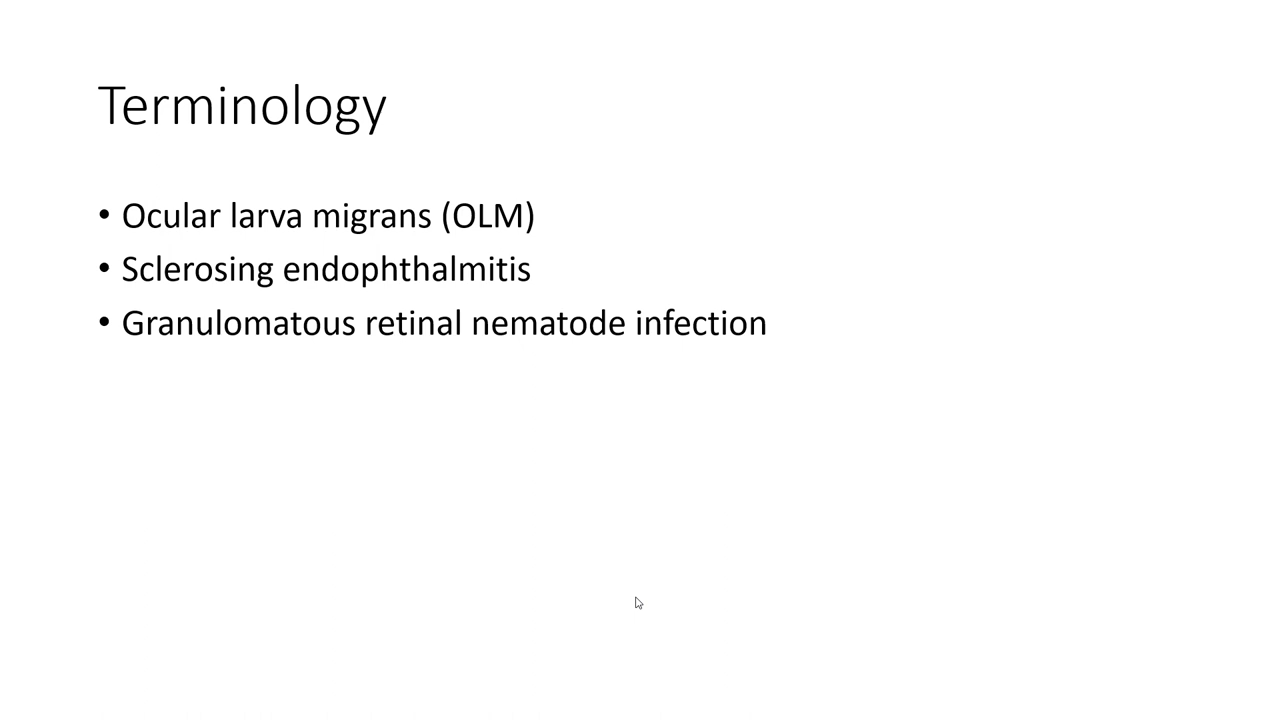 Terminology
• Ocular larva migrans (OLM)
• Sclerosing endophthalmitis
• Granulomatous retinal nematode infection